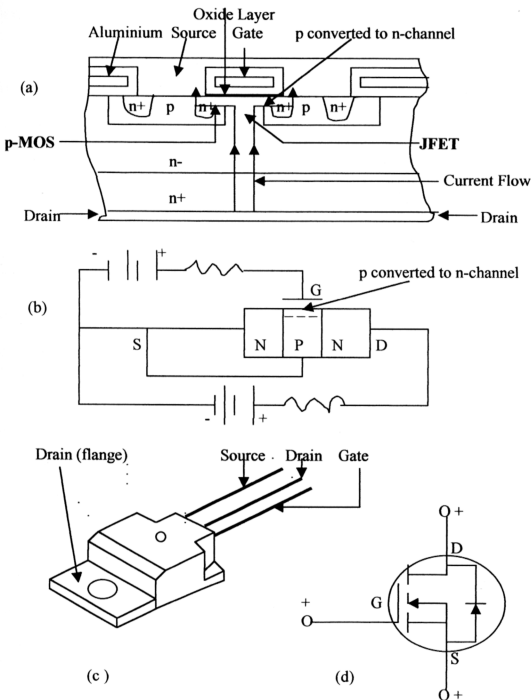 Oxide Layer
Aluminium Source Gate p converted to n-channel
(a)
n+ p n+ n+ p n+
p-MOS JFET
n-
n+ Current Flow
Drain Drain
- +
p converted to n-channel
(b) G
S N P N D
- +
Drain (flange) Source Drain Gate
O +
D
+
G
O
S
(c) (d)
O +